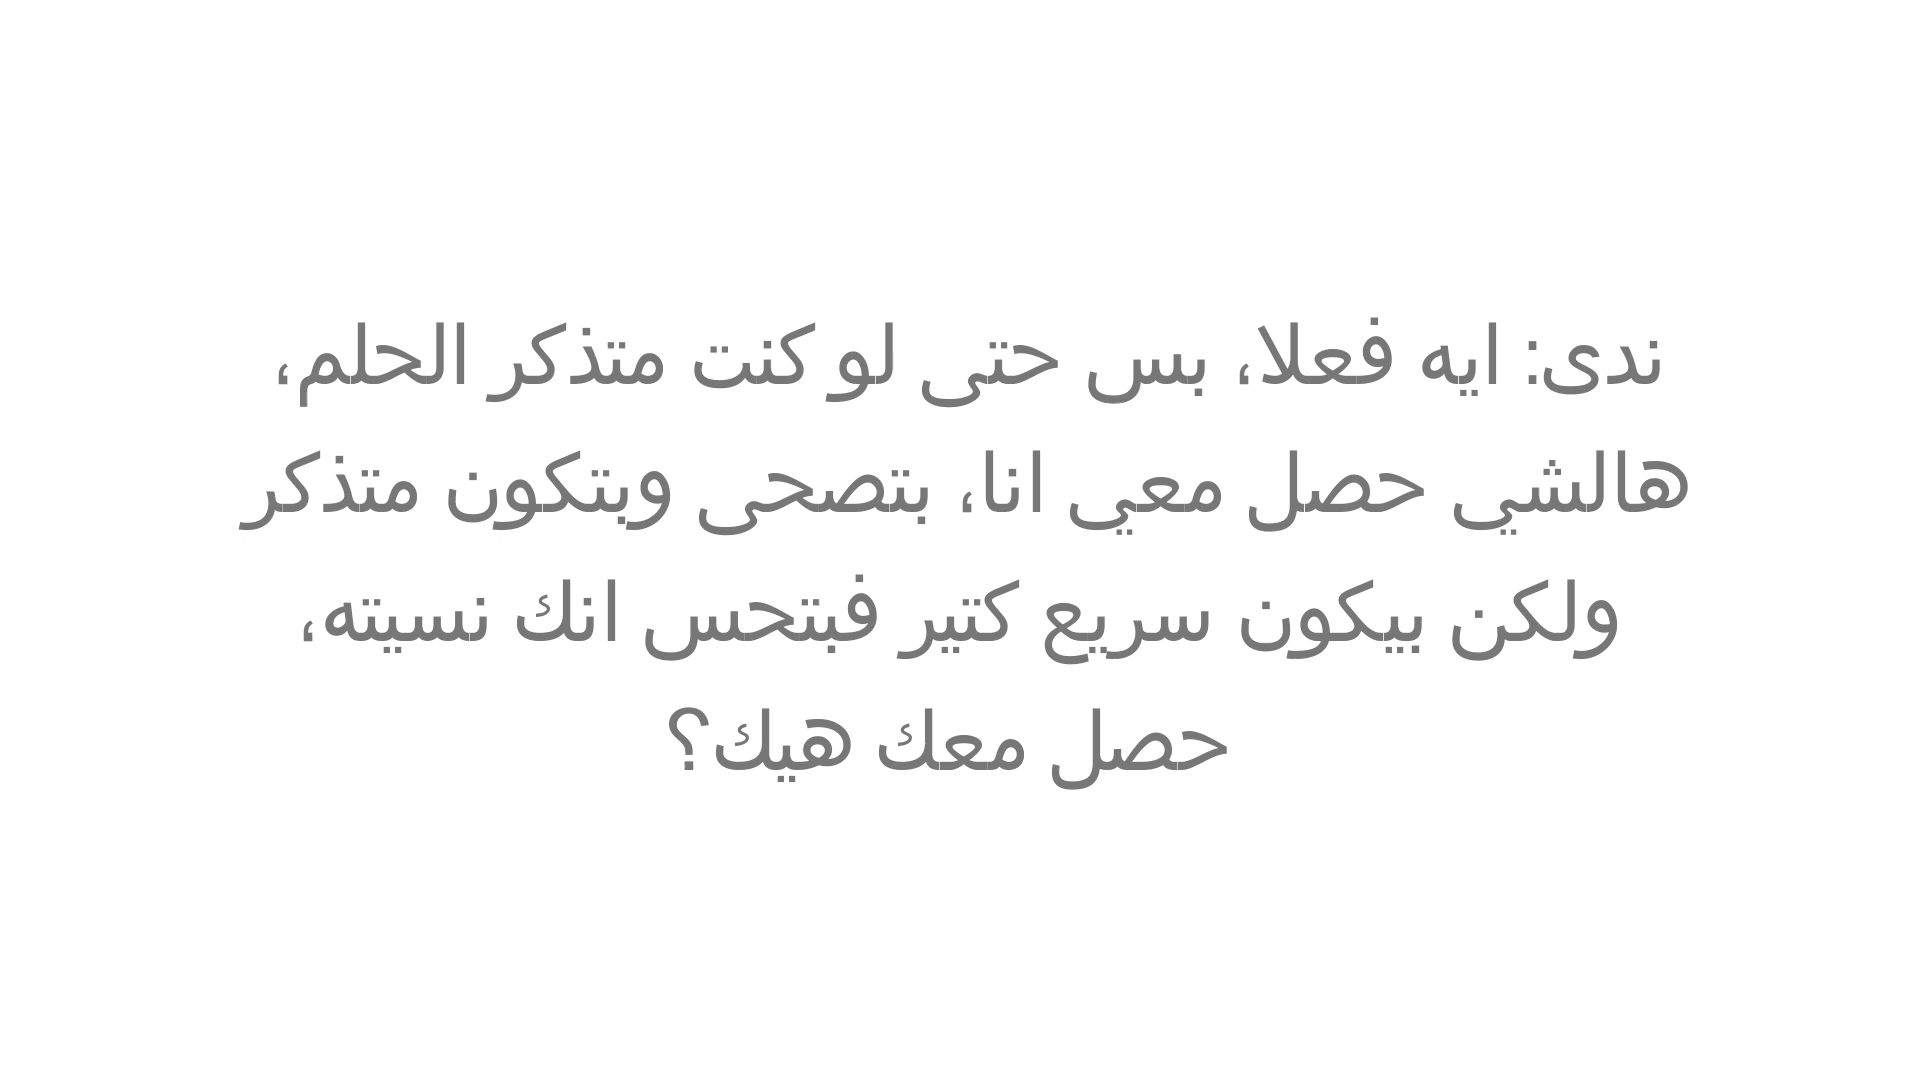 ندى: ايه فعلا، بس حتى لو كنت متذكر الحلم،
هالشي حصل معي انا، بتصحى وبتكون متذكر
ولكن بيكون سريع كتير فبتحس انك نسيته،
حصل معك هيك؟